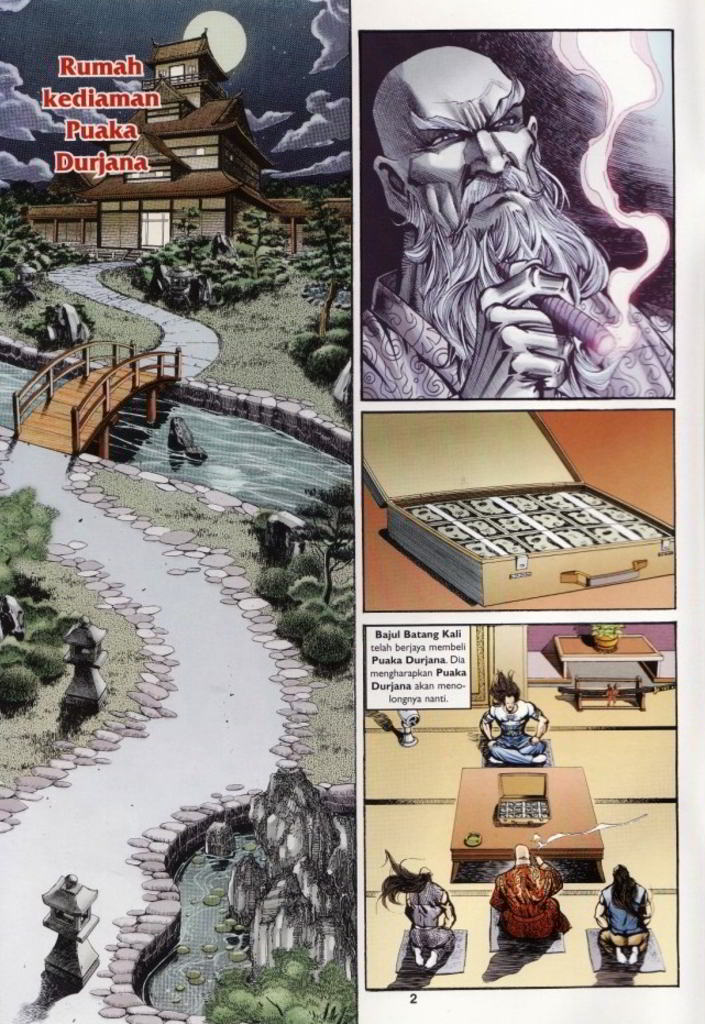 Rumah
kediaman
Puaka
Durjana
Bajul Batang Kali
telah berjaya membeli
Puaka Durjana. Dia
mengharapkan Puaka
Durjana akan meno-
longnya nanti.
2